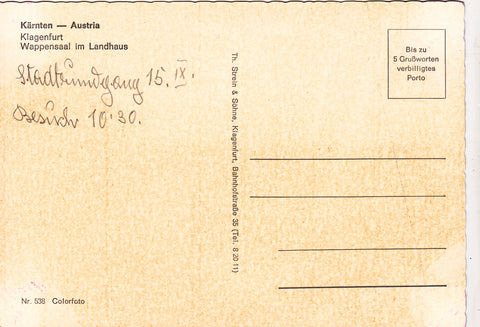 Kärnten — Austria
Klagenfurt
Wappensaal im Landhaus
Stadtrundgang 15. IX.
Besuch 10.30.
Nr. 538 Colorfoto
Th. Strein & Söhne, Klagenfurt, Bahnhofstraße 35 (Tel. 8 20 11)
Bis zu
5 Grußworten
verbilligtes
Porto